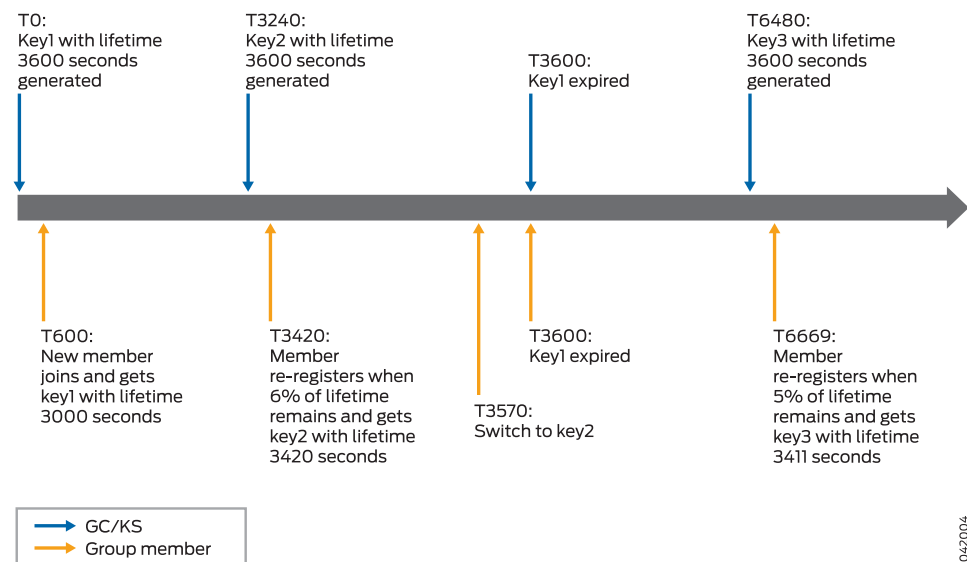 T0:
Key1 with lifetime
3600 seconds
generated
T3240:
Key2 with lifetime
3600 seconds
generated
T3600:
Key1 expired
T6480:
Key3 with lifetime
3600 seconds
generated
T600:
New member
joins and gets
key1 with lifetime
3000 seconds
T3420:
Member
re-registers when
6% of lifetime
remains and gets
key2 with lifetime
3420 seconds
T3570:
Switch to key2
T3600:
Key1 expired
T6669:
Member
re-registers when
5% of lifetime
remains and gets
key3 with lifetime
3411 seconds
GC/KS
Group member
042004